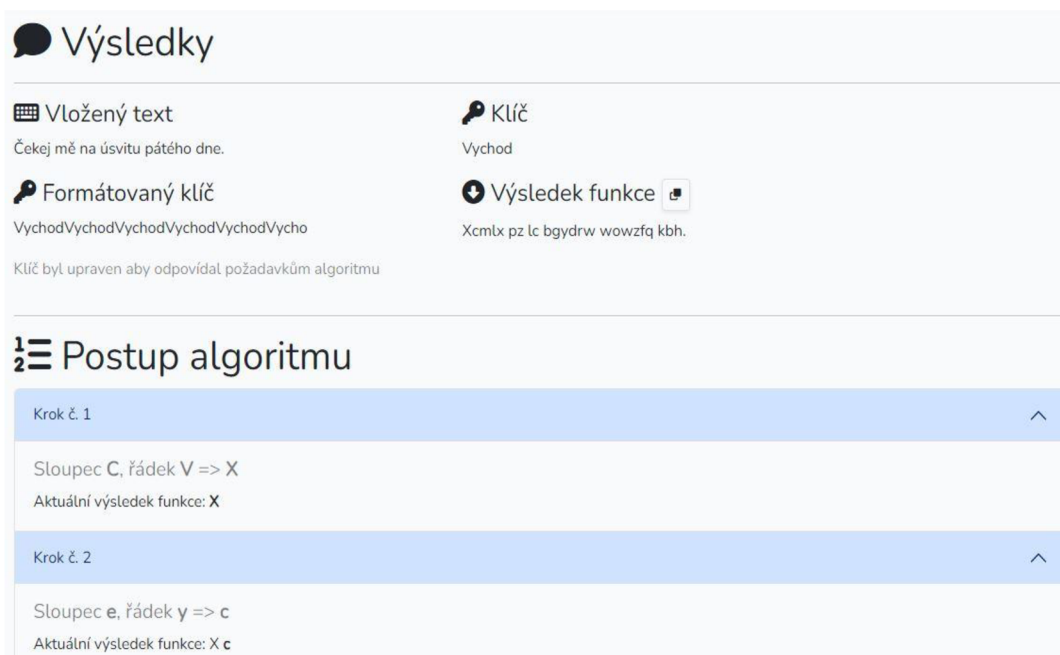 Výsledky
Vložený text
Čekej mě na úsvitu pátého dne.
Klíč
Vychod
Formátovaný klíč
VychodVychodVychodVychodVychodVycho
Klíč byl upraven aby odpovídal požadavkům algoritmu
Výsledek funkce
Xcmlx pz lc bgydrw wowzfq kbh.
Postup algoritmu
Krok č. 1
Sloupec C, řádek V => X
Aktuální výsledek funkce: X
Krok č. 2
Sloupec e, řádek y => c
Aktuální výsledek funkce: X c